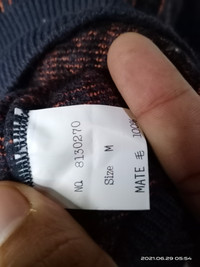 NO. 8130270
Size M
MATE 毛 100%
2021.06.29 05:54